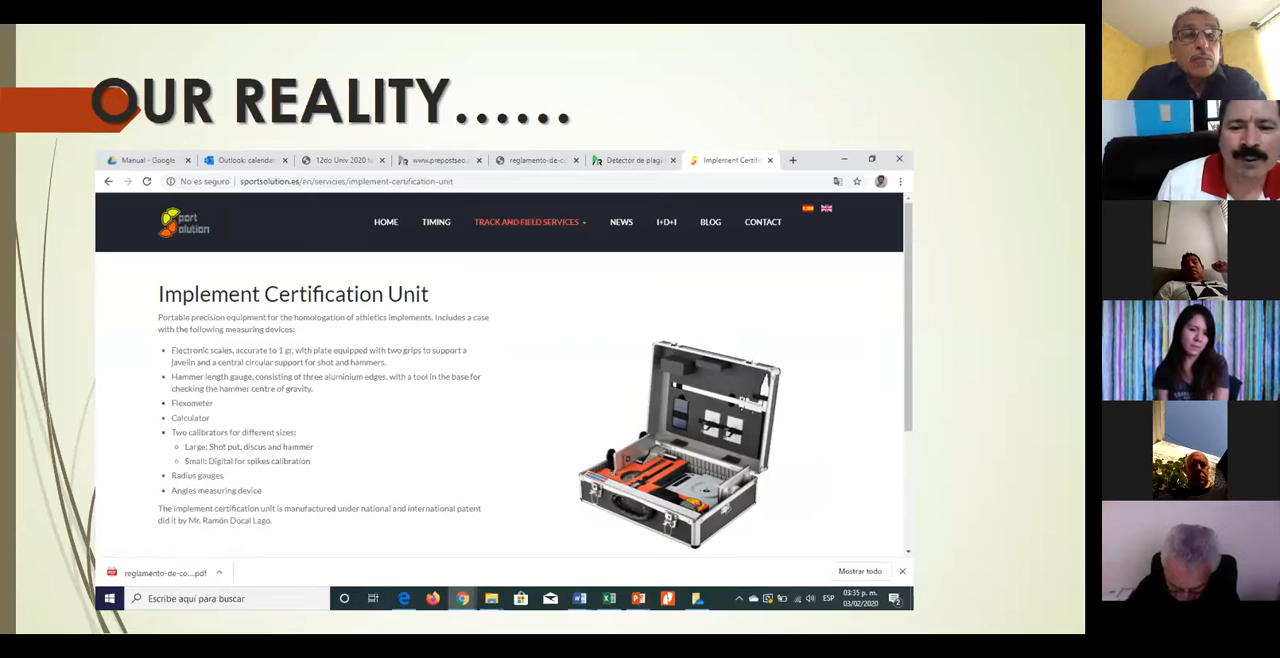 OUR REALITY......
Manual - Google
Outlook: calenda
12do Univ 2020 t
www.prepostseo.
reglamento-de-co
Detector de plagi
Implement Certifi
No es seguro
sportsolution.es/en/servicies/implement-certification-unit
port
olution
HOME
TIMING
TRACK AND FIELD SERVICES
NEWS
I+D+I
BLOG
CONTACT
Implement Certification Unit
Portable precision equipment for the homologation of athletics implements. Includes a case
with the following measuring devices:
Electronic scales, accurate to 1 gr, with plate equipped with two grips to support a
javelin and a central circular support for shot and hammers.
Hammer length gauge, consisting of three aluminium edges, with a tool in the base for
checking the hammer centre of gravity.
Flexometer
Calculator
Two calibrators for different sizes:
Large: Shot put, discus and hammer
Small: Digital for spikes calibration
Radius gauges
Angles measuring device
The implement certification unit is manufactured under national and international patent
did it by Mr. Ramón Docal Lago.
reglamento-de-co....pdf
Mostrar todo
Escribe aquí para buscar
ESP
03:35 p. m.
03/02/2020
2